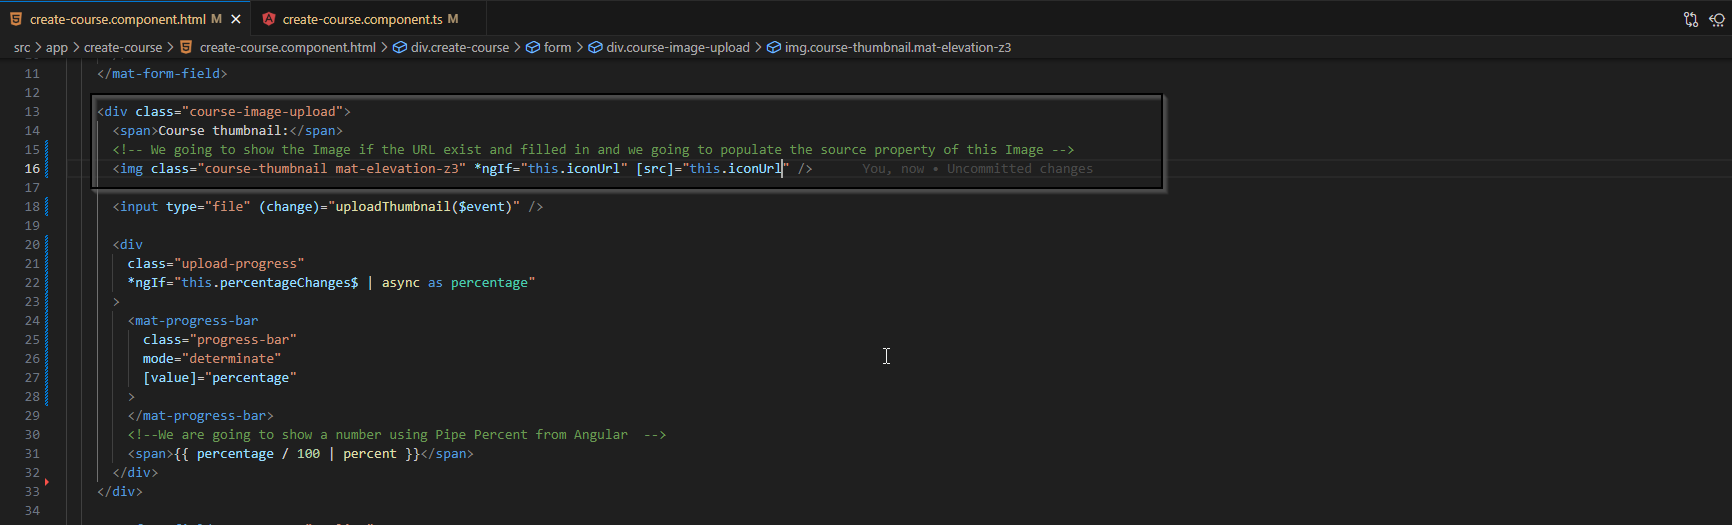 create-course.component.html M
create-course.component.ts M
src > app > create-course > create-course.component.html > div.create-course > form > div.course-image-upload > img.course-thumbnail.mat-elevation-z3
11 </mat-form-field>
12
13 <div class="course-image-upload">
14 <span>Course thumbnail:</span>
15 <!-- We going to show the Image if the URL exist and filled in and we going to populate the source property of this Image -->
16 <img class="course-thumbnail mat-elevation-z3" *ngIf="this.iconUrl" [src]="this.iconUrl" /> You, now • Uncommitted changes
17
18 <input type="file" (change)="uploadThumbnail($event)" />
19
20 <div
21 class="upload-progress"
22 *ngIf="this.percentageChanges$ | async as percentage"
23 >
24 <mat-progress-bar
25 class="progress-bar"
26 mode="determinate"
27 [value]="percentage"
28 >
29 </mat-progress-bar>
30 <!--We are going to show a number using Pipe Percent from Angular  -->
31 <span>{{ percentage / 100 | percent }}</span>
32 </div>
33 </div>
34